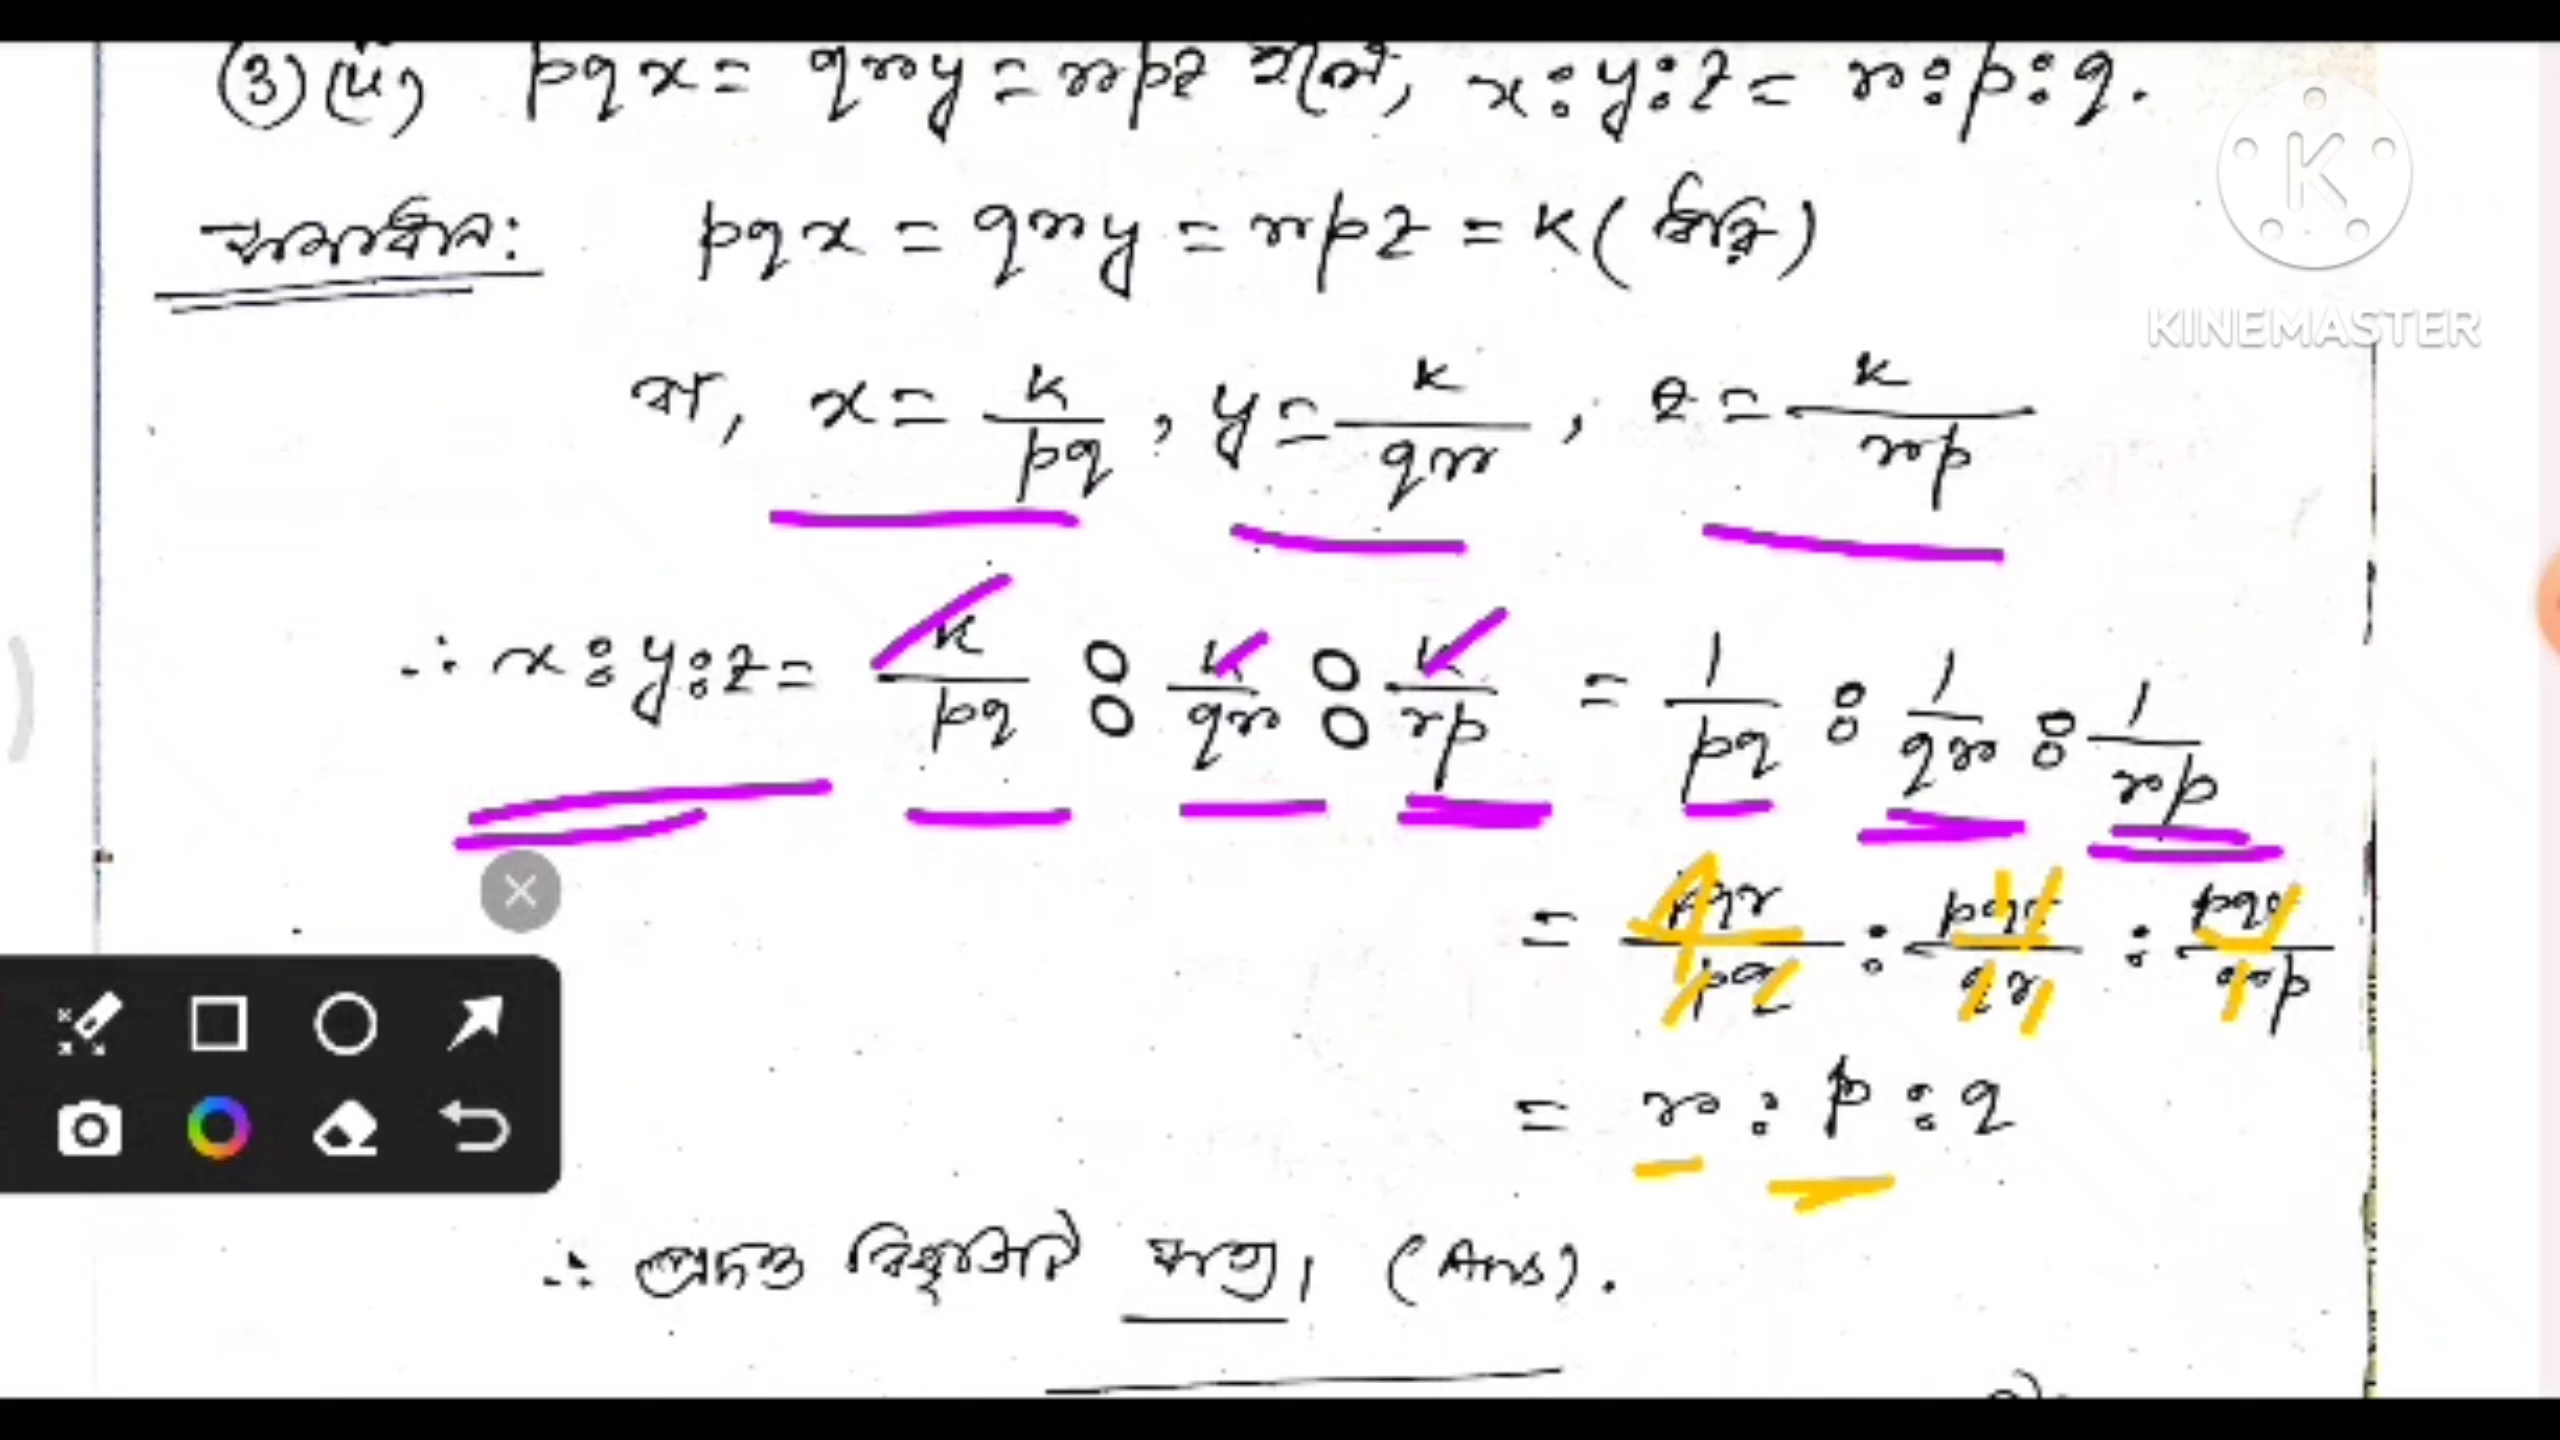 ③ (ii) pqx = qry = rpz হলে, x : y : z = r : p : q.
সমাধান: pqx = qry = rpz = k ( ধরি )
বা, x = k/pq , y = k/qr , z = k/rp
∴ x : y : z = k/pq : k/qr : k/rp = 1/pq : 1/qr : 1/rp
= pqr/pq : pqr/qr : pqr/rp
= r : p : q
∴ প্রদত্ত বিবৃতিটি সত্য। (Ans).
K
KINEMASTER